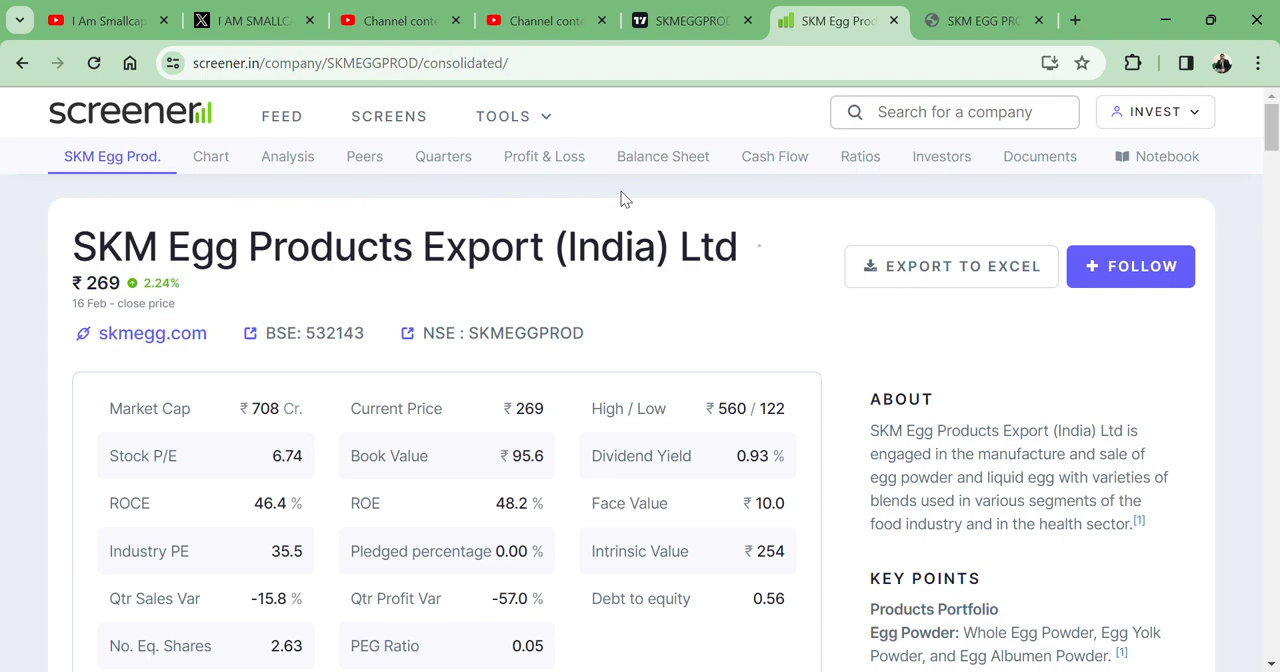 I Am Smallcap
I AM SMALLC
Channel conte
Channel conte
SKMEGGPROD
SKM Egg Prod
SKM EGG PRO
screener.in/company/SKMEGGPROD/consolidated/
screener
FEED
SCREENS
TOOLS
Search for a company
INVEST
SKM Egg Prod.
Chart
Analysis
Peers
Quarters
Profit & Loss
Balance Sheet
Cash Flow
Ratios
Investors
Documents
Notebook
SKM Egg Products Export (India) Ltd
EXPORT TO EXCEL
+ FOLLOW
₹ 269 2.24%
16 Feb - close price
skmegg.com
BSE: 532143
NSE : SKMEGGPROD
Market Cap ₹ 708 Cr.
Current Price ₹ 269
High / Low ₹ 560 / 122
Stock P/E 6.74
Book Value ₹ 95.6
Dividend Yield 0.93 %
ROCE 46.4 %
ROE 48.2 %
Face Value ₹ 10.0
Industry PE 35.5
Pledged percentage 0.00 %
Intrinsic Value ₹ 254
Qtr Sales Var -15.8 %
Qtr Profit Var -57.0 %
Debt to equity 0.56
No. Eq. Shares 2.63
PEG Ratio 0.05
ABOUT
SKM Egg Products Export (India) Ltd is
engaged in the manufacture and sale of
egg powder and liquid egg with varieties of
blends used in various segments of the
food industry and in the health sector.[1]
KEY POINTS
Products Portfolio
Egg Powder: Whole Egg Powder, Egg Yolk
Powder, and Egg Albumen Powder. [1]